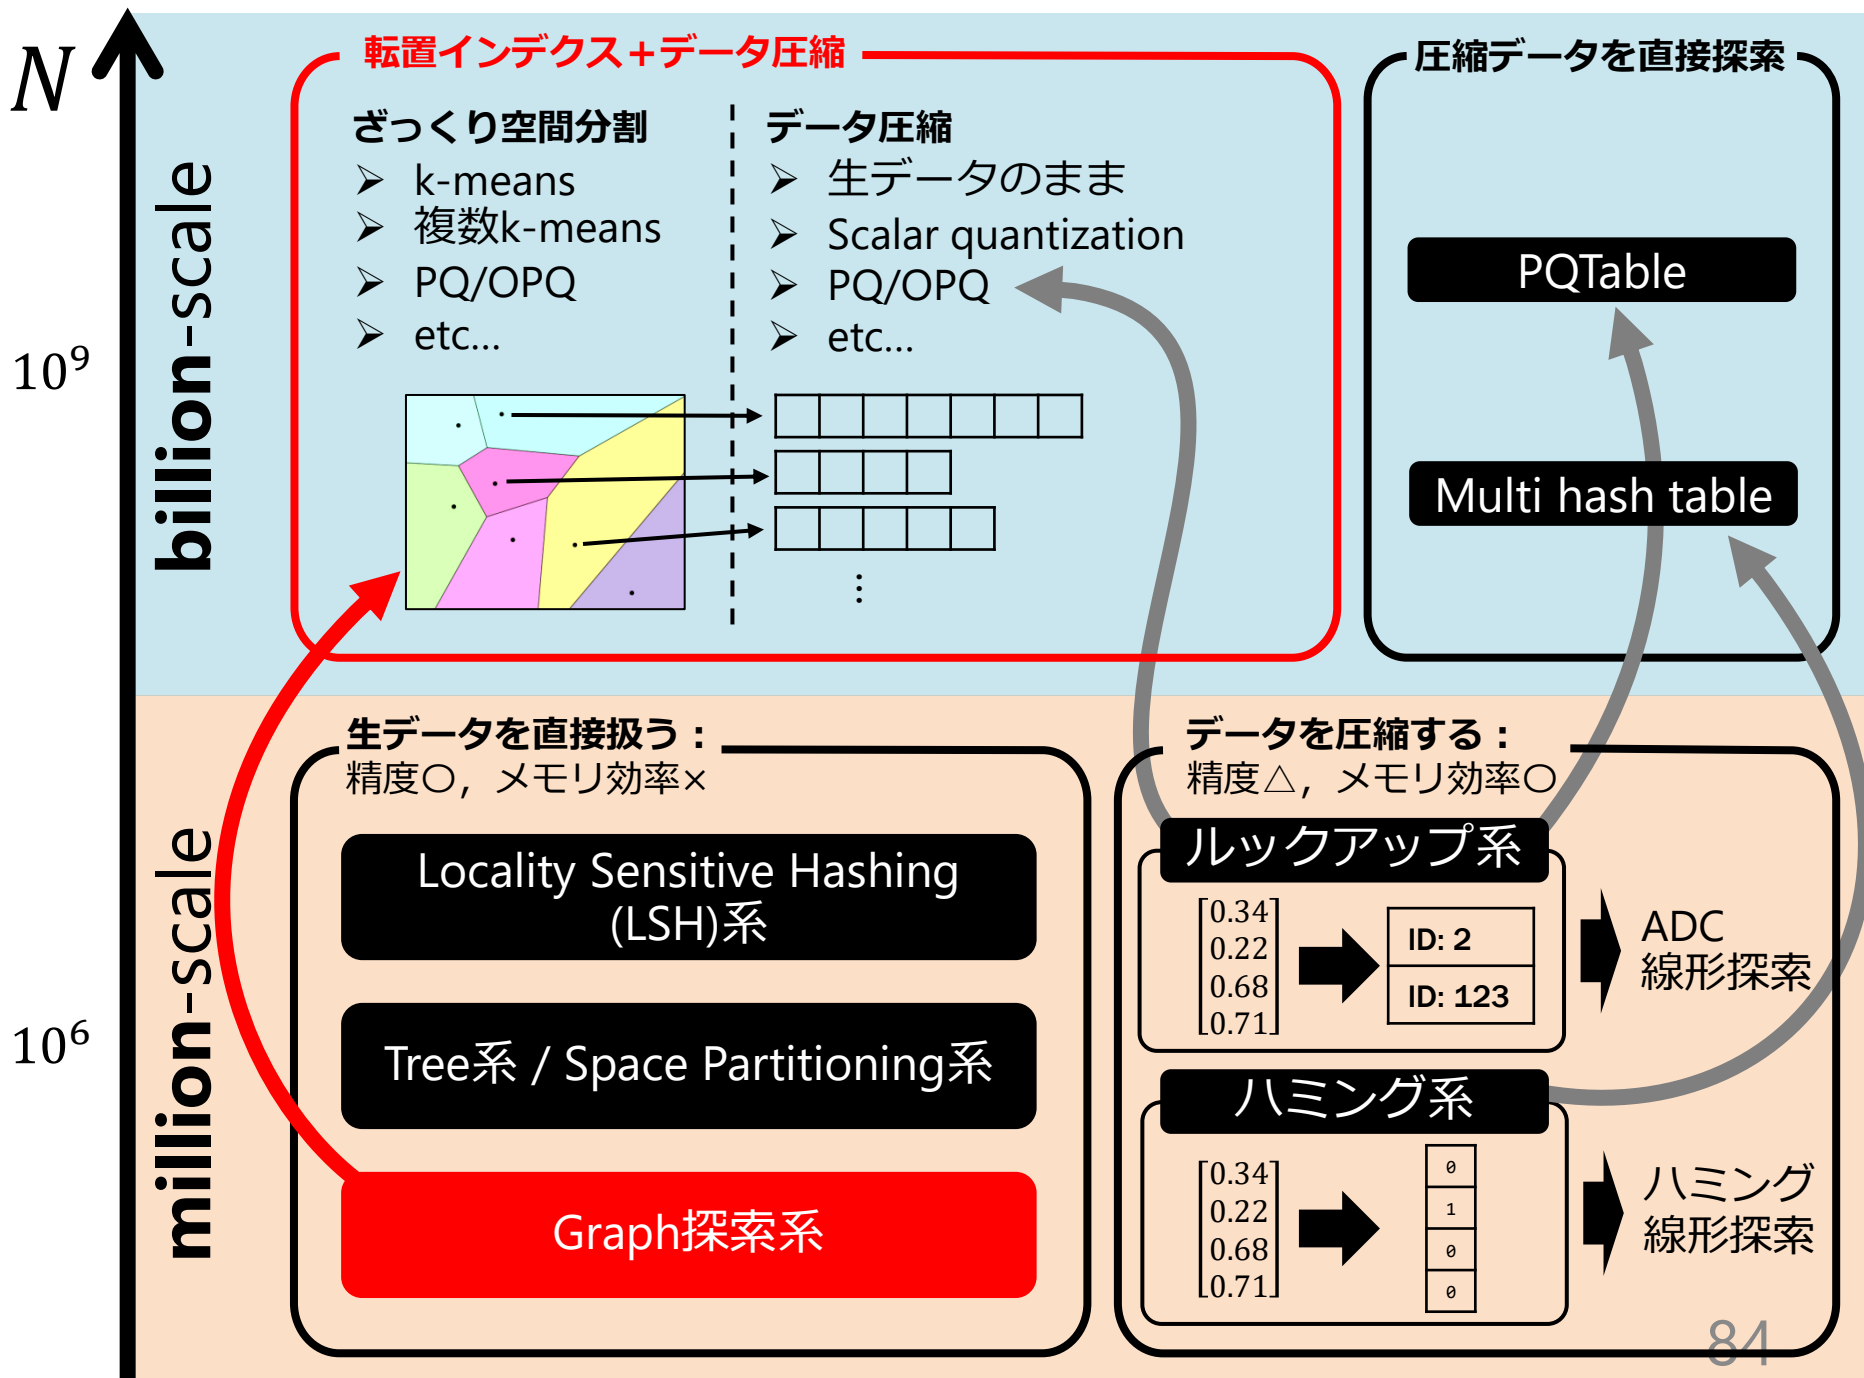 N
10⁹
10⁶
billion-scale
million-scale
転置インデクス+データ圧縮
ざっくり空間分割
➢ k-means
➢ 複数k-means
➢ PQ/OPQ
➢ etc…
データ圧縮
➢ 生データのまま
➢ Scalar quantization
➢ PQ/OPQ
➢ etc…
…
圧縮データを直接探索
PQTable
Multi hash table
生データを直接扱う：
精度〇，メモリ効率×
Locality Sensitive Hashing
(LSH)系
Tree系 / Space Partitioning系
Graph探索系
データを圧縮する：
精度△，メモリ効率〇
ルックアップ系
0.34
0.22
0.68
0.71
ID: 2
ID: 123
ADC
線形探索
ハミング系
0.34
0.22
0.68
0.71
0
1
0
0
ハミング
線形探索
84